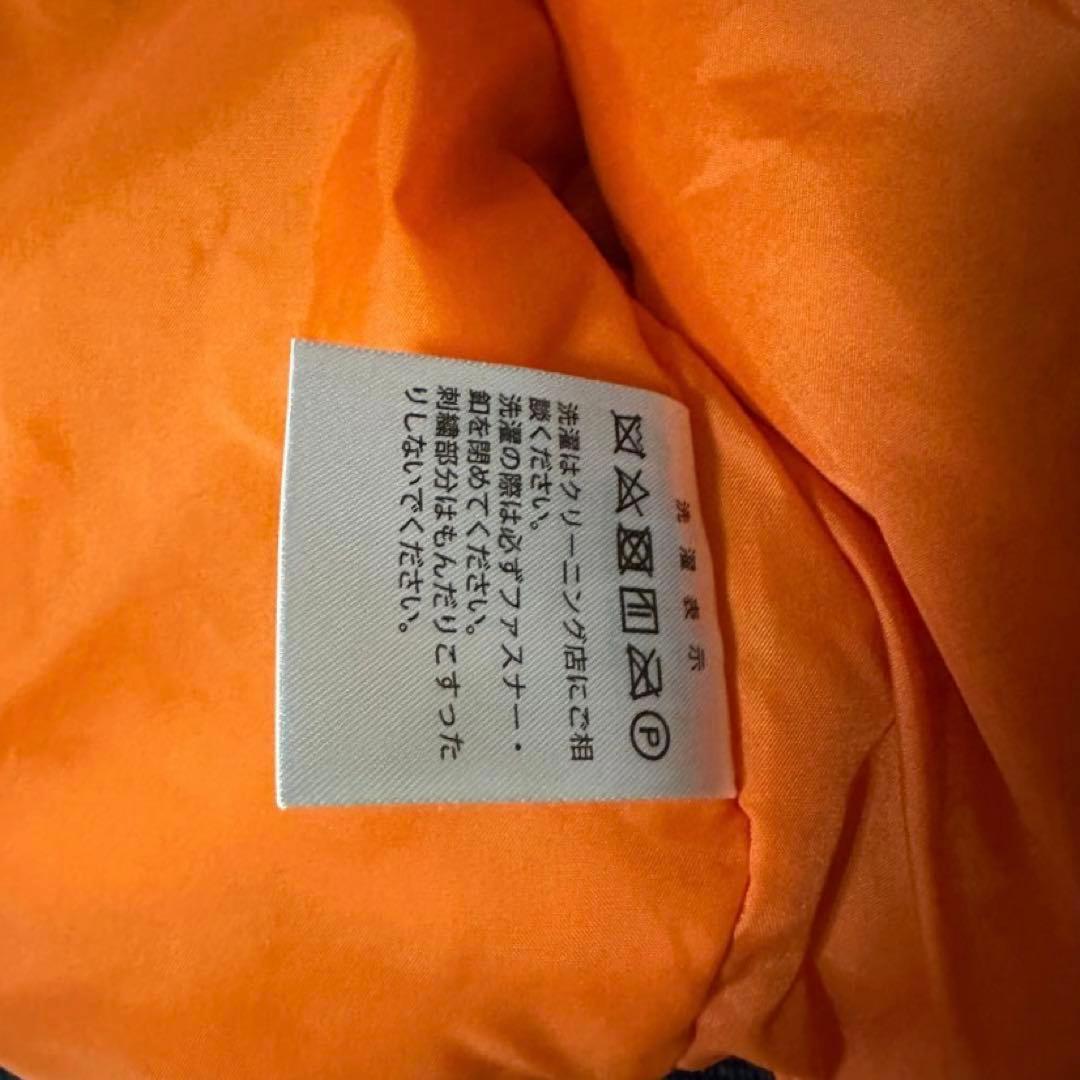 洗濯表示
P
洗濯はクリーニング店にご相
談ください。
洗濯の際は必ずファスナー・
釦を閉めてください。
刺繍部分はもんだりこすった
りしないでください。